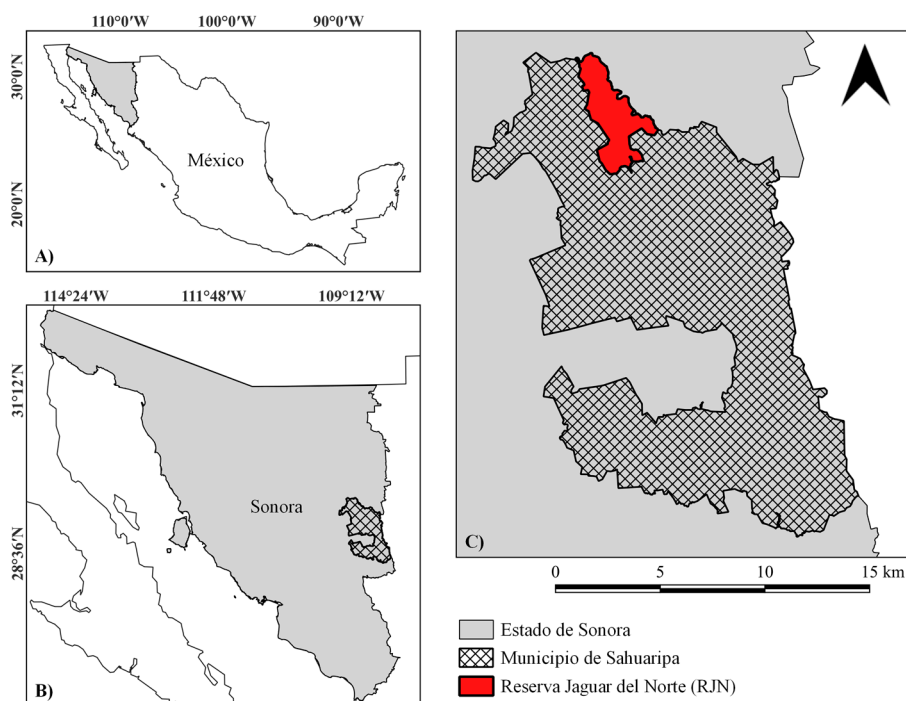 110°0′W 100°0′W 90°0′W
30°0′N
20°0′N
México
A)
114°24′W 111°48′W 109°12′W
31°12′N
28°36′N
Sonora
B)
C)
0 5 10 15 km
Estado de Sonora
Municipio de Sahuaripa
Reserva Jaguar del Norte (RJN)